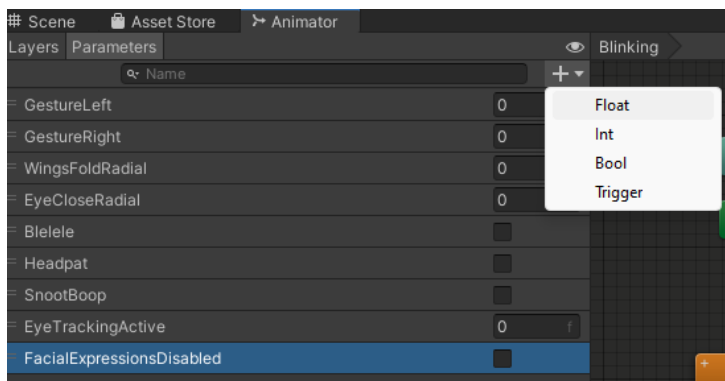 # Scene Asset Store Animator
Layers Parameters Blinking
Name
GestureLeft 0
GestureRight 0
WingsFoldRadial 0
EyeCloseRadial 0
Blelele
Headpat
SnootBoop
EyeTrackingActive 0 f
FacialExpressionsDisabled
Float
Int
Bool
Trigger